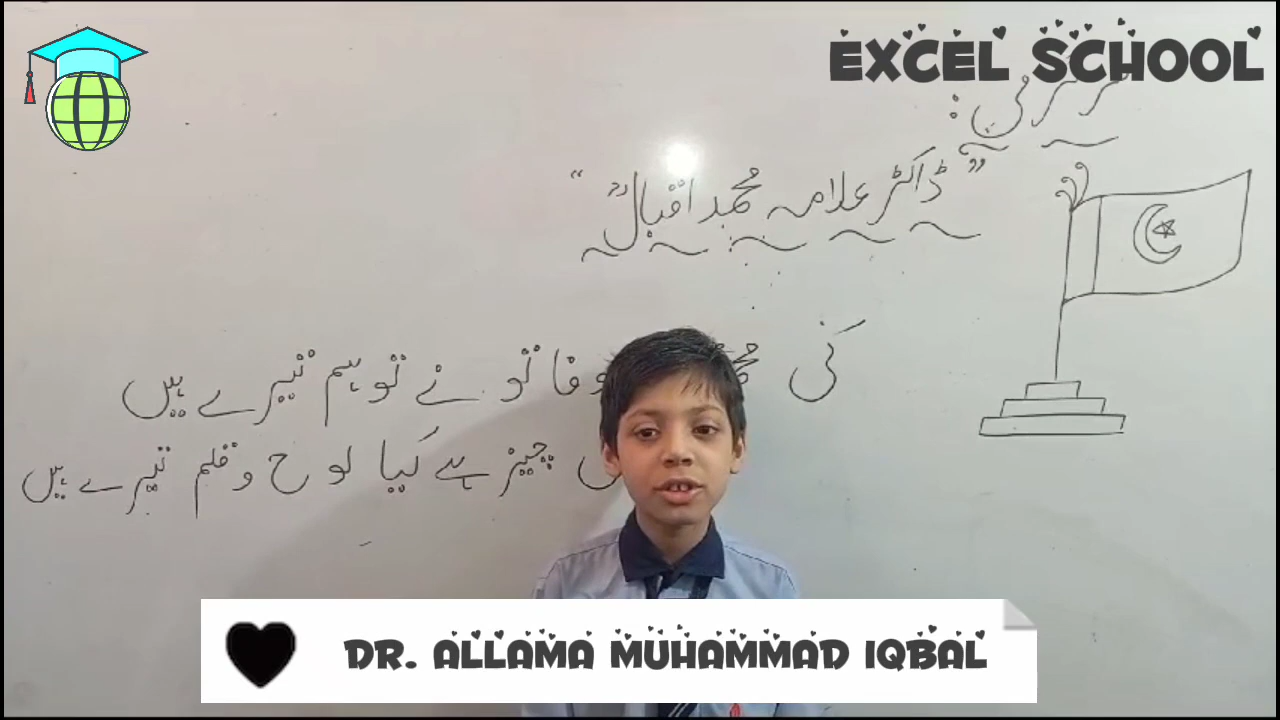 EXCEL SCHOOL
"ڈاکٹر علامہ محمد اقبالؒ"
کی محمدؐ وفا تو نے تو ہم تیرے ہیں
چیز ہے کیا لوح و قلم تیرے ہیں
DR. ALLAMA MUHAMMAD IQBAL